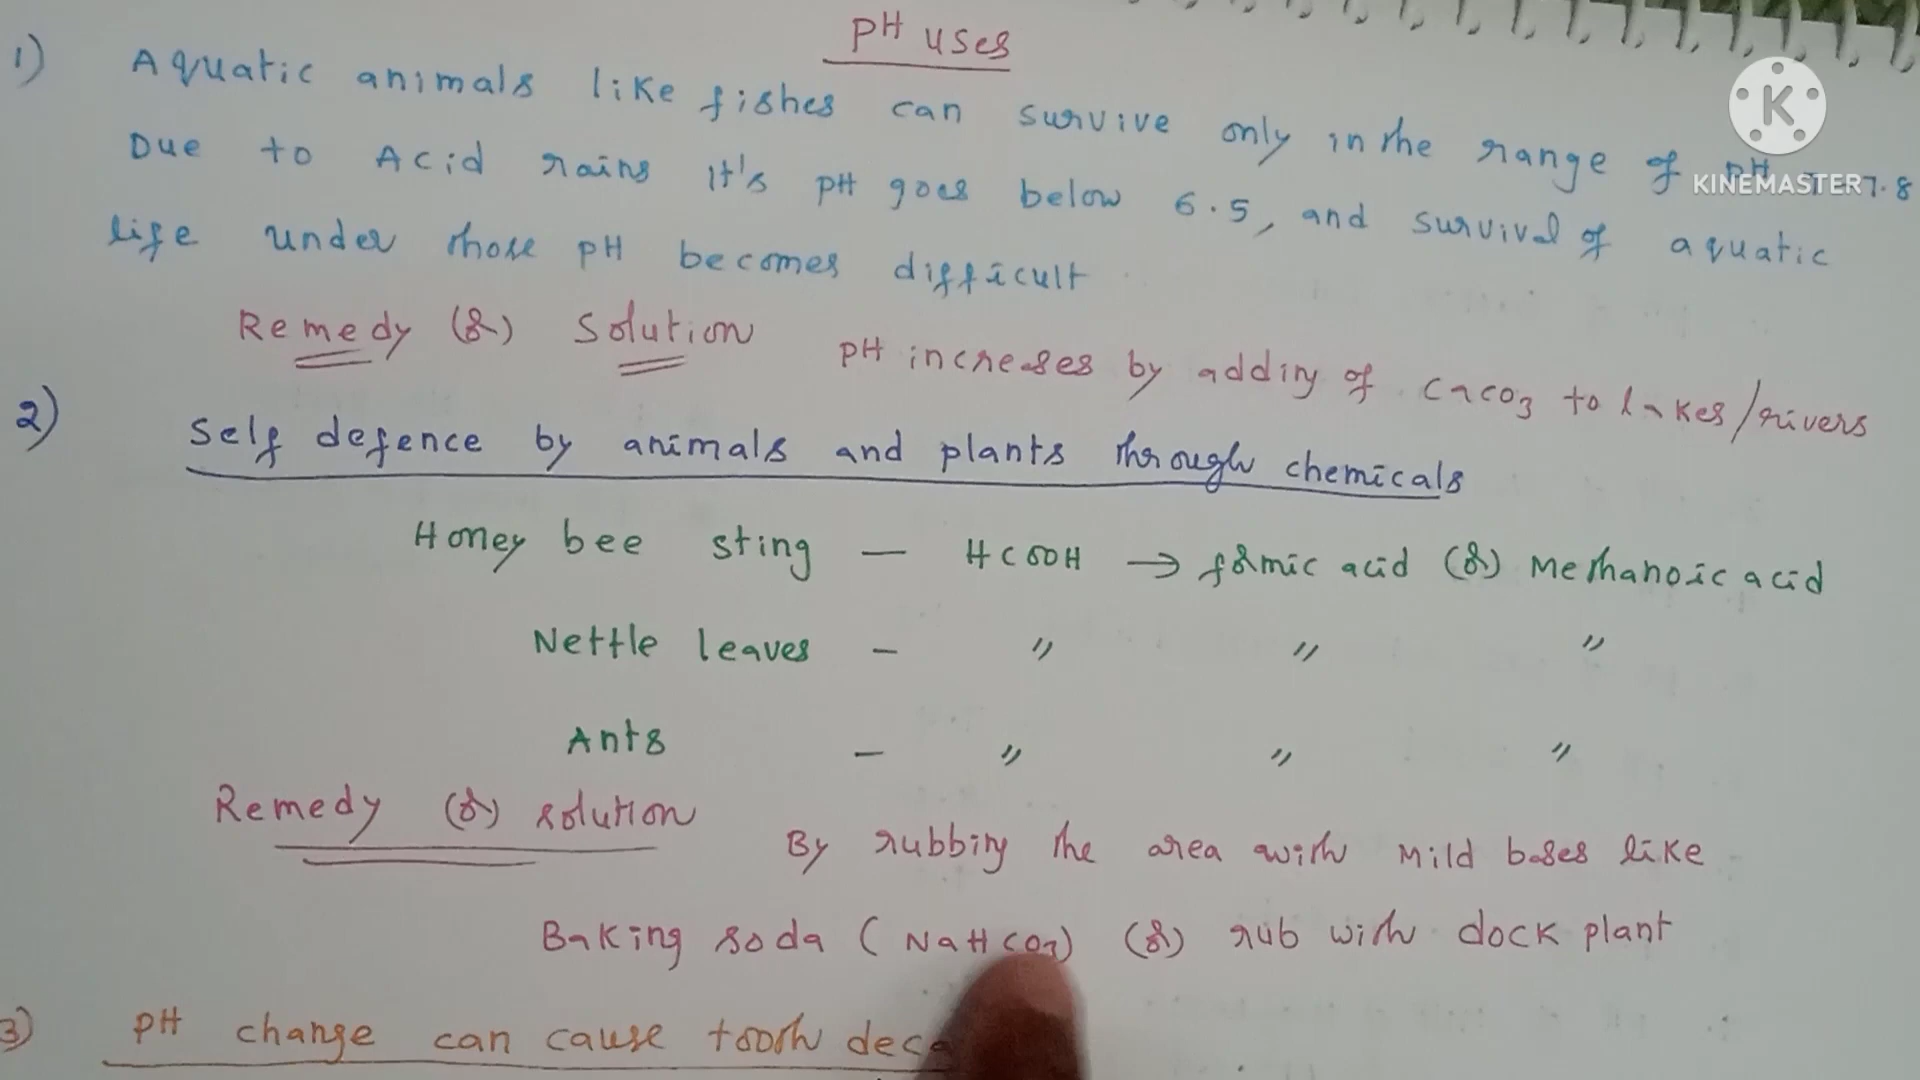 pH uses
1) Aquatic animals like fishes can survive only in the range of pH 7.8
Due to Acid rains it's pH goes below 6.5, and survival of aquatic
life under those pH becomes difficult
Remedy (or) Solution pH increases by adding of CaCO3 to lakes/rivers
2) Self defence by animals and plants through chemicals
Honey bee sting — HCOOH → formic acid (or) Methanoic acid
Nettle leaves - " " "
Ants - " " "
Remedy (or) solution By rubbing the area with mild bases like
Baking soda (NaHCO3) (or) rub with dock plant
3) pH change can cause tooth
K
KINEMASTER